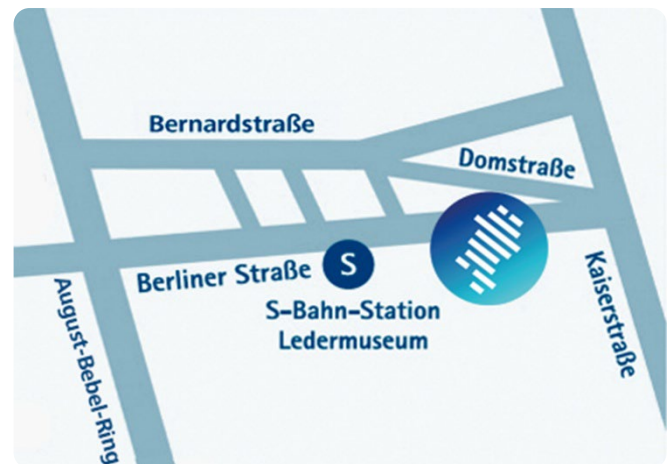 Bernardstraße
Domstraße
Berliner Straße
S
S-Bahn-Station
Ledermuseum
Kaiserstraße
August-Bebel-Ring